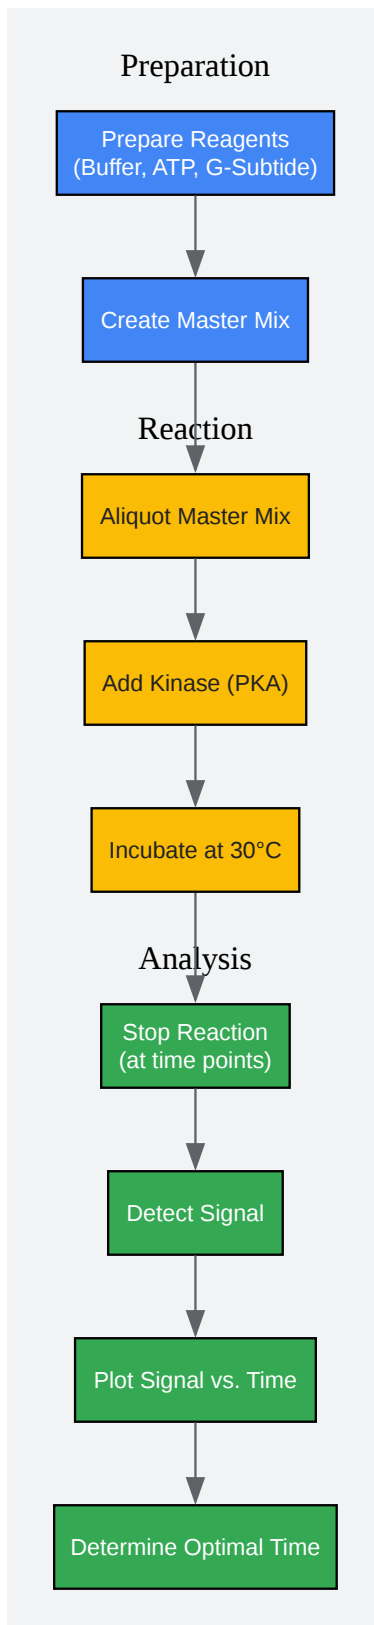 Preparation
Prepare Reagents
(Buffer, ATP, G-Subtide)
Create Master Mix
Reaction
Aliquot Master Mix
Add Kinase (PKA)
Incubate at 30°C
Analysis
Stop Reaction
(at time points)
Detect Signal
Plot Signal vs. Time
Determine Optimal Time